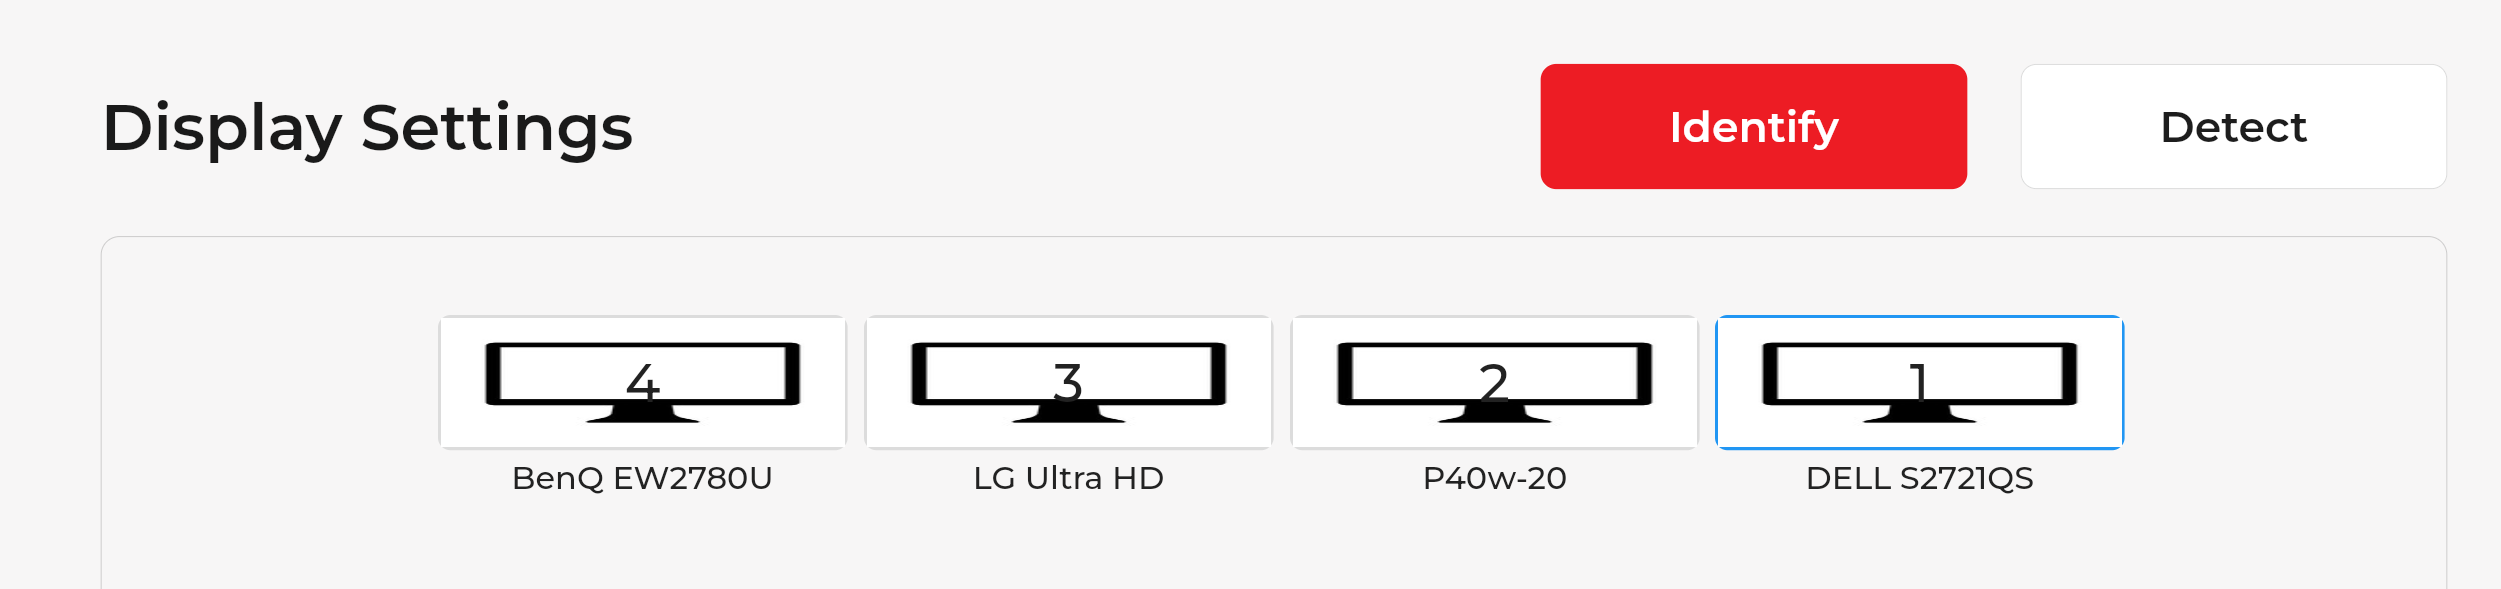 Display Settings
Identify
Detect
4
3
2
1
BenQ EW2780U
LG Ultra HD
P40w-20
DELL S2721QS